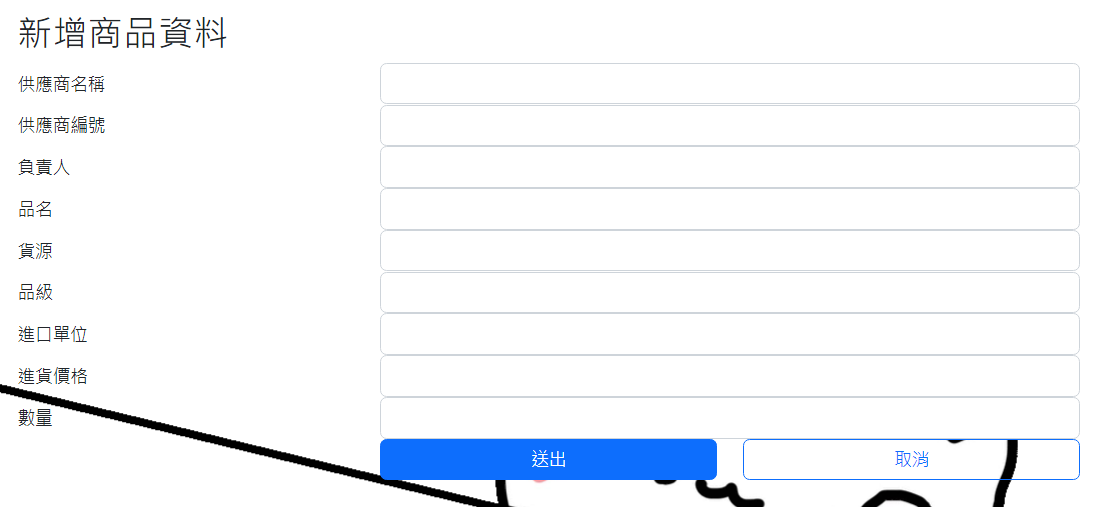 新增商品資料
供應商名稱
供應商編號
負責人
品名
貨源
品級
進口單位
進貨價格
數量
送出 取消